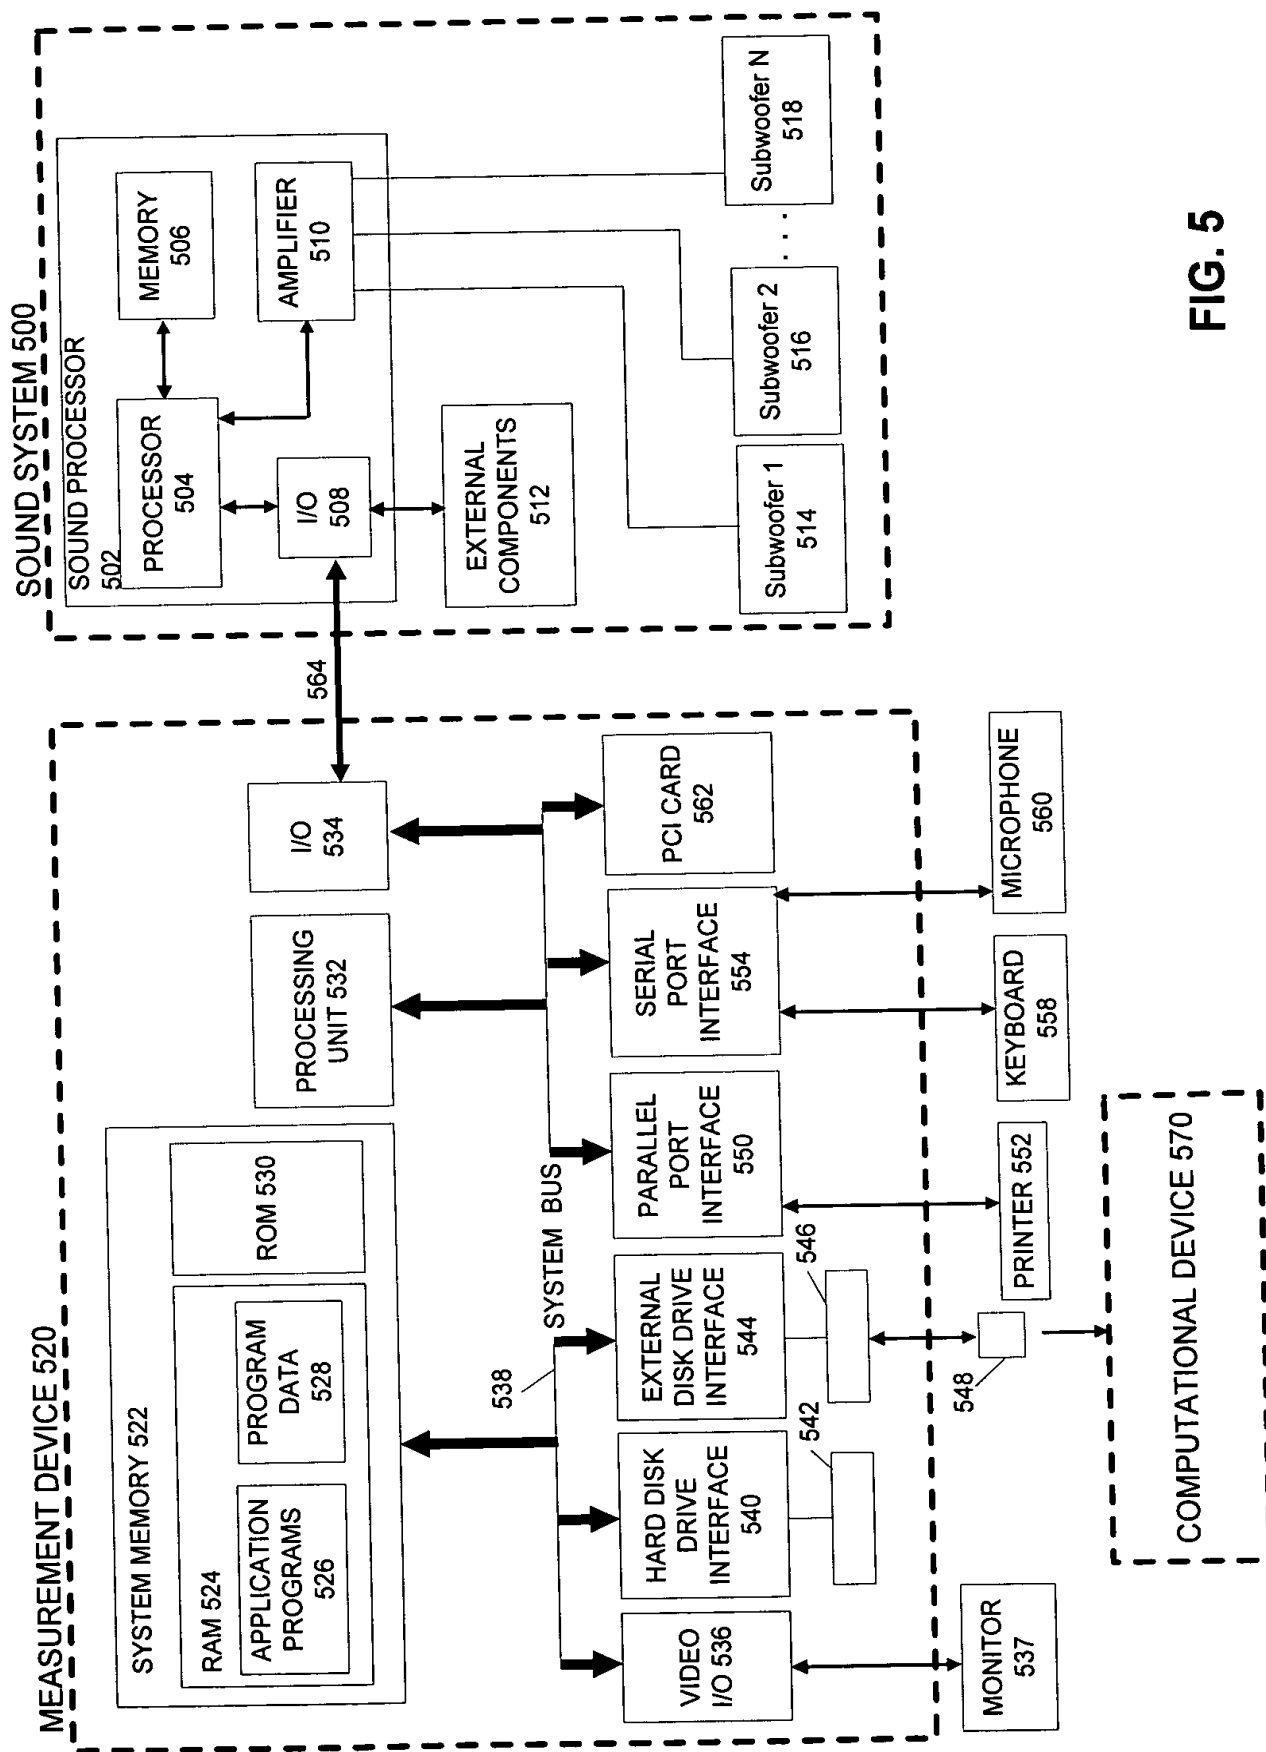 MEASUREMENT DEVICE 520
SYSTEM MEMORY 522
RAM 524
APPLICATION
PROGRAMS
526
PROGRAM
DATA
528
ROM 530
PROCESSING
UNIT 532
I/O
534
564
538
SYSTEM BUS
VIDEO
I/O 536
HARD DISK
DRIVE
INTERFACE
540
EXTERNAL
DISK DRIVE
INTERFACE
544
PARALLEL
PORT
INTERFACE
550
SERIAL
PORT
INTERFACE
554
PCI CARD
562
542
546
548
MONITOR
537
PRINTER 552
KEYBOARD
558
MICROPHONE
560
COMPUTATIONAL DEVICE 570
SOUND SYSTEM 500
SOUND PROCESSOR
502
PROCESSOR
504
MEMORY
506
I/O
508
AMPLIFIER
510
EXTERNAL
COMPONENTS
512
Subwoofer 1
514
Subwoofer 2
516
. . . .
Subwoofer N
518
FIG. 5